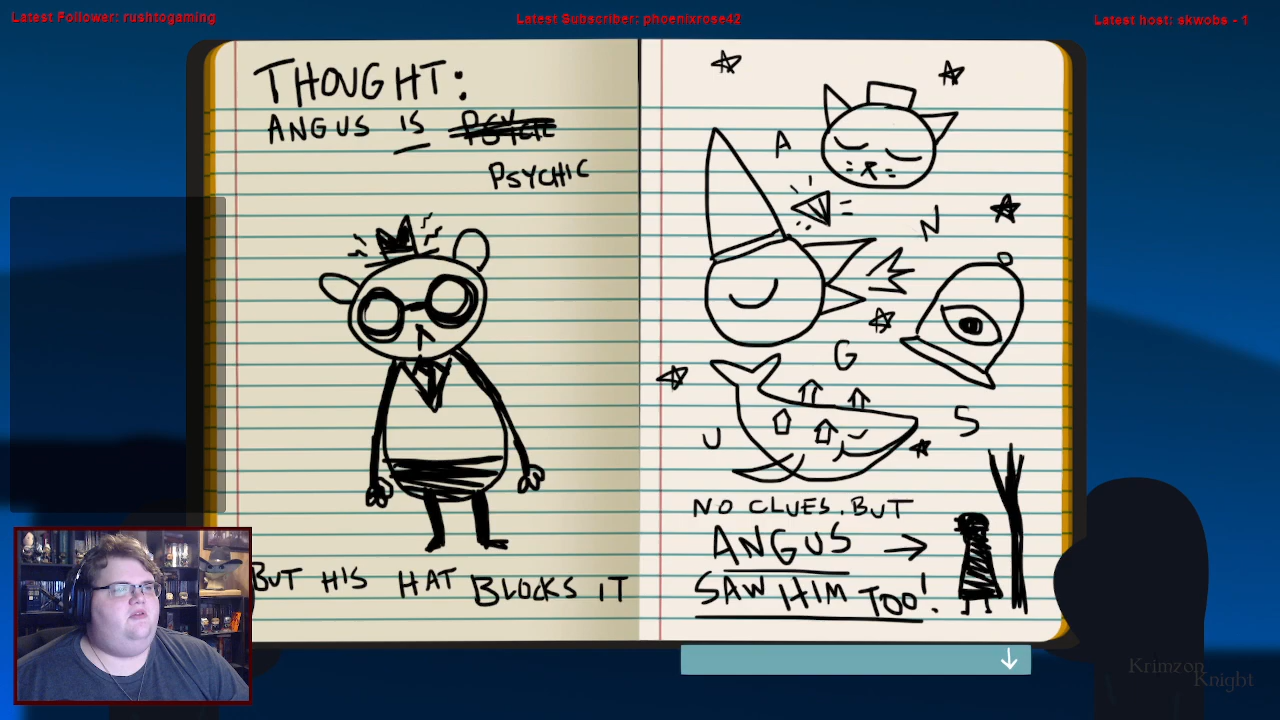 Latest Follower: rushtogaming
Latest Subscriber: phoenixrose42
Latest host: skwobs - 1
THOUGHT:
ANGUS IS
PSYCHIC
BUT HIS HAT BLOCKS IT
A
N
G
U
S
NO CLUES. BUT
ANGUS →
SAW HIM TOO!
Krimzon
Knight